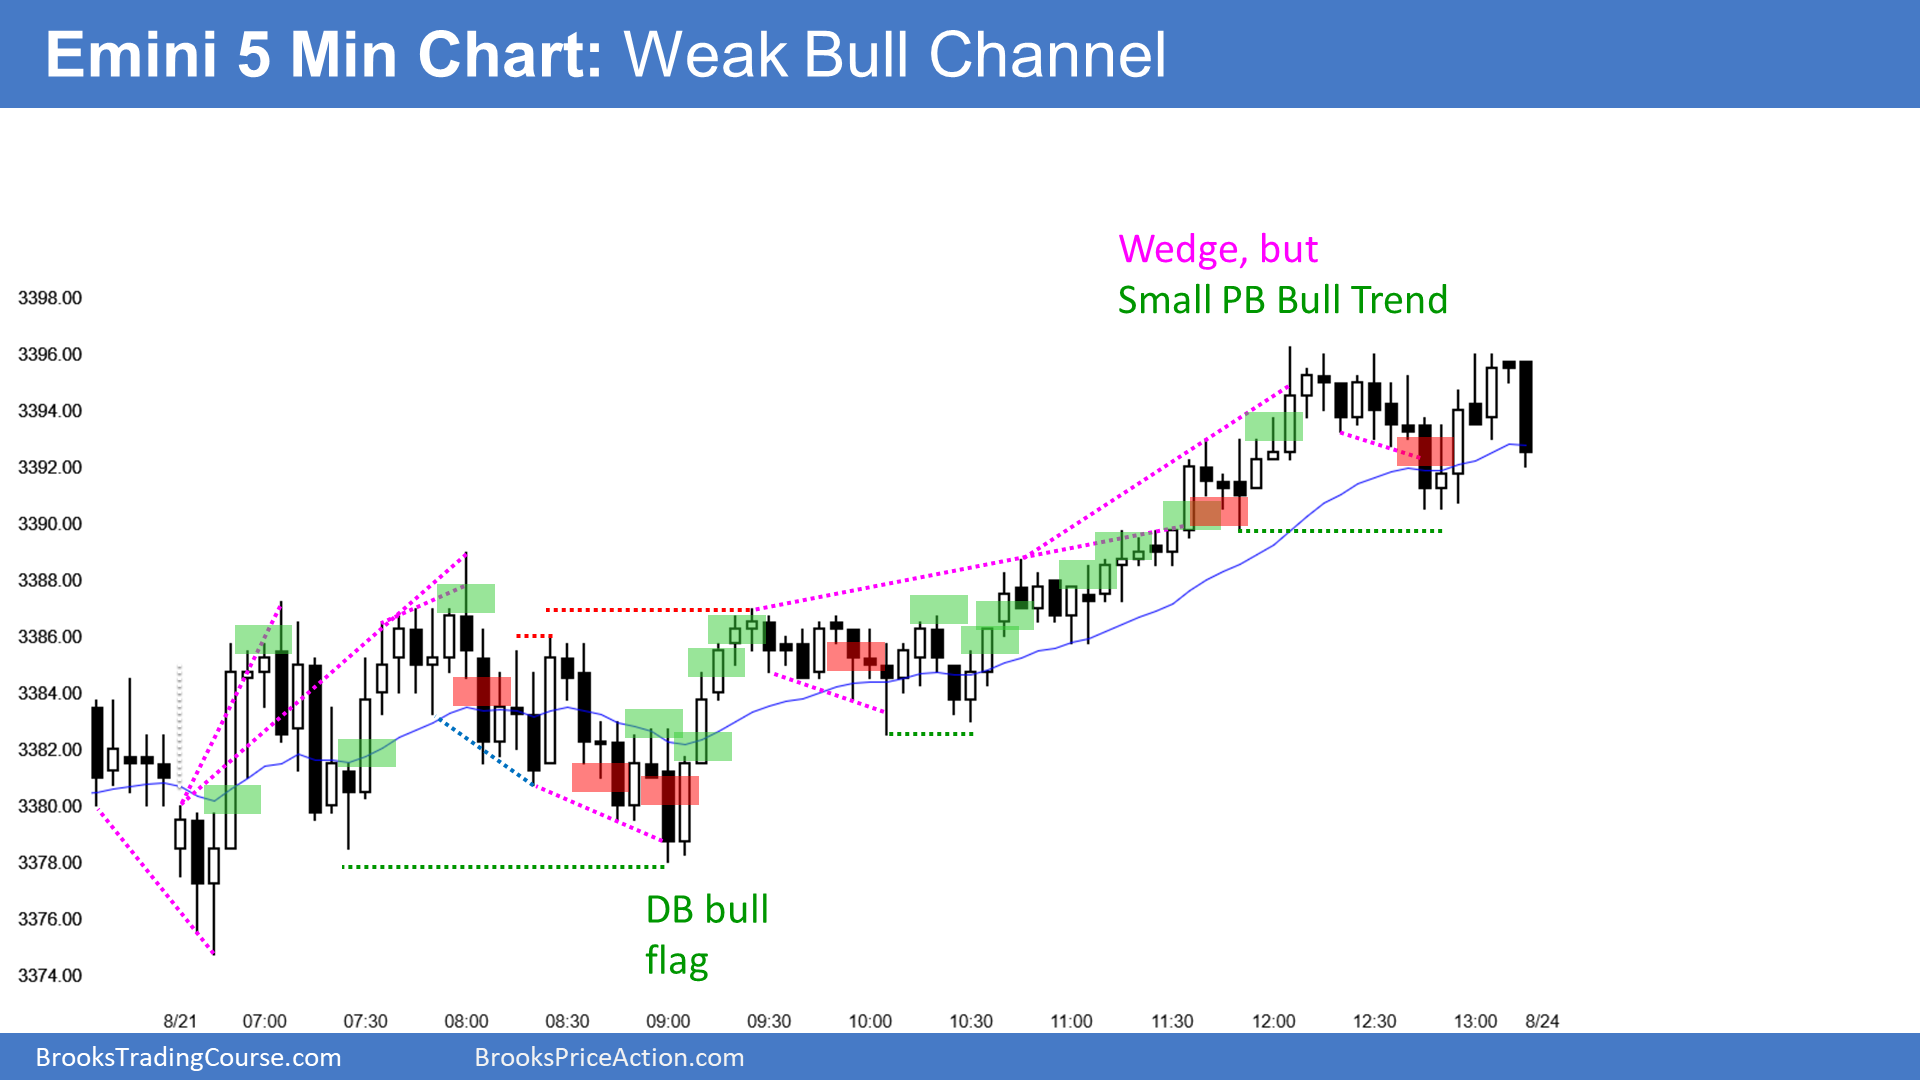 Emini 5 Min Chart: Weak Bull Channel
Wedge, but
Small PB Bull Trend
3398.00
3396.00
3394.00
3392.00
3390.00
3388.00
3386.00
3384.00
3382.00
3380.00
3378.00
3376.00
3374.00
DB bull
flag
8/21 07:00 07:30 08:00 08:30 09:00 09:30 10:00 10:30 11:00 11:30 12:00 12:30 13:00 8/24
BrooksTradingCourse.com BrooksPriceAction.com